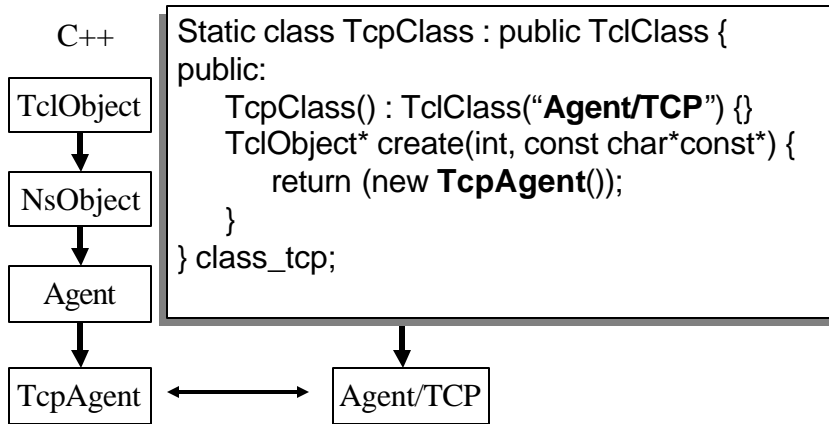 C++
TclObject
NsObject
Agent
TcpAgent
Static class TcpClass : public TclClass {
public:
TcpClass() : TclClass(“Agent/TCP”) {}
TclObject* create(int, const char*const*) {
return (new TcpAgent());
}
} class_tcp;
Agent/TCP